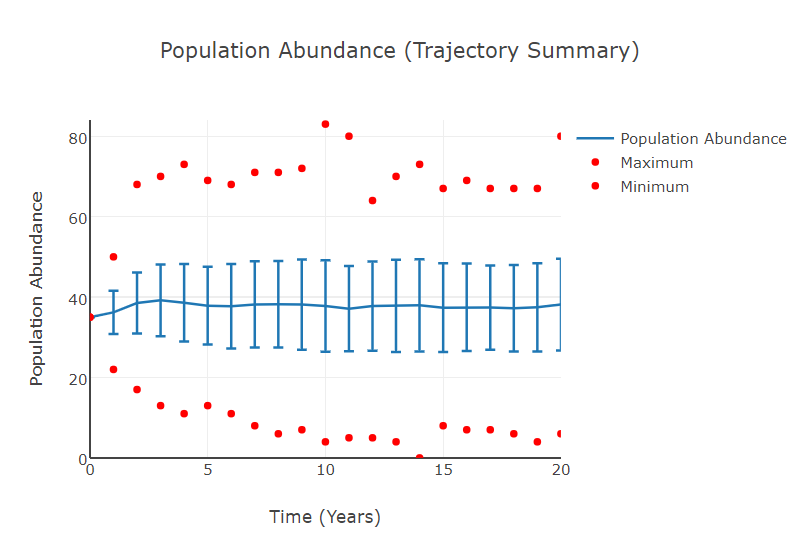 Population Abundance (Trajectory Summary)
Population Abundance
80
60
40
20
0
0
5
10
15
20
Time (Years)
Population Abundance
Maximum
Minimum